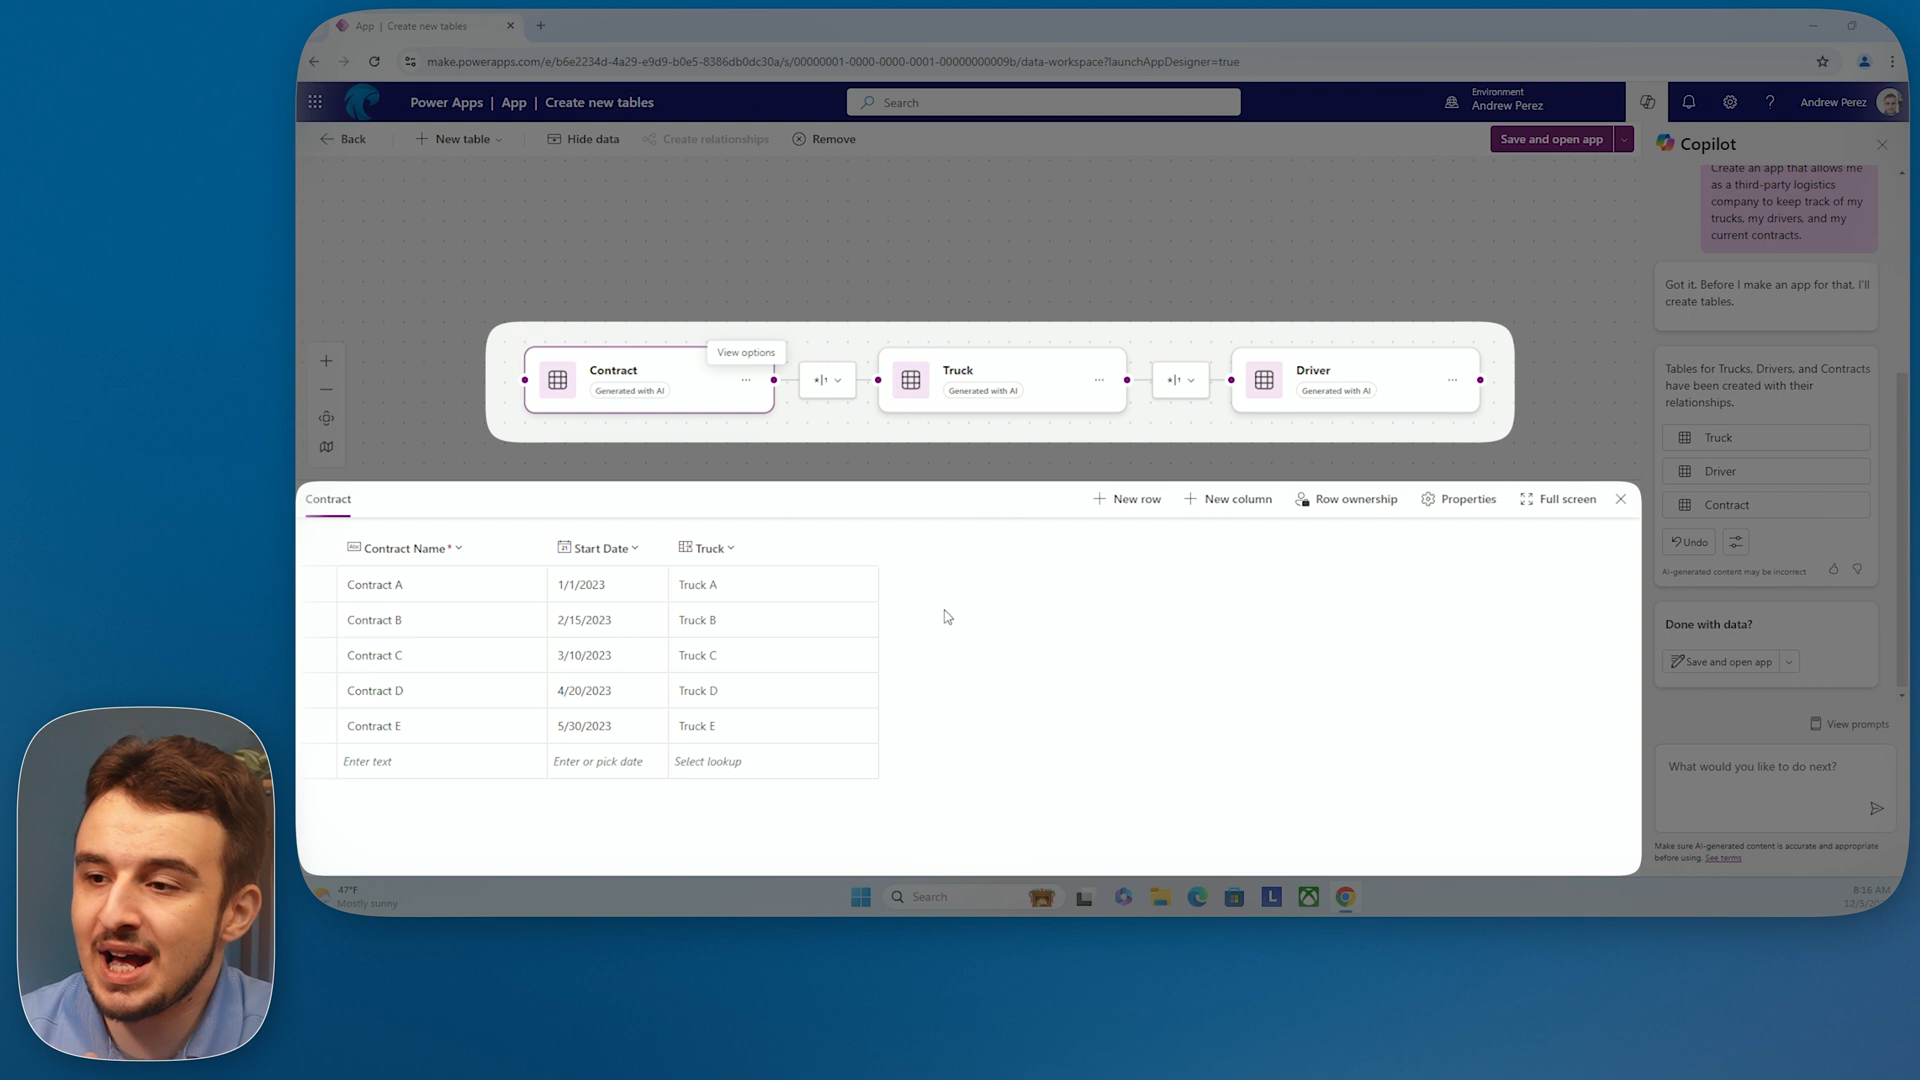 App | Create new tables
make.powerapps.com/e/b6e2234d-4a29-e9d9-b0e5-8386db0dc30a/s/00000001-0000-0000-0001-00000000009b/data-workspace?launchAppDesigner=true
Power Apps | App | Create new tables
Search
Environment
Andrew Perez
Andrew Perez
Back
New table
Hide data
Create relationships
Remove
Save and open app
Copilot
Create an app that allows me
as a third-party logistics
company to keep track of my
trucks, my drivers, and my
current contracts.
Got it. Before I make an app for that, I'll
create tables.
Tables for Trucks, Drivers, and Contracts
have been created with their
relationships.
Truck
Driver
Contract
Undo
AI-generated content may be incorrect
Done with data?
Save and open app
View prompts
What would you like to do next?
Make sure AI-generated content is accurate and appropriate
before using. See terms
View options
Contract
Generated with AI
*|1
Truck
Generated with AI
*|1
Driver
Generated with AI
Contract
New row
New column
Row ownership
Properties
Full screen
Contract Name * Start Date Truck
Contract A 1/1/2023 Truck A
Contract B 2/15/2023 Truck B
Contract C 3/10/2023 Truck C
Contract D 4/20/2023 Truck D
Contract E 5/30/2023 Truck E
Enter text Enter or pick date Select lookup
47°F
Mostly sunny
Search
8:16 AM